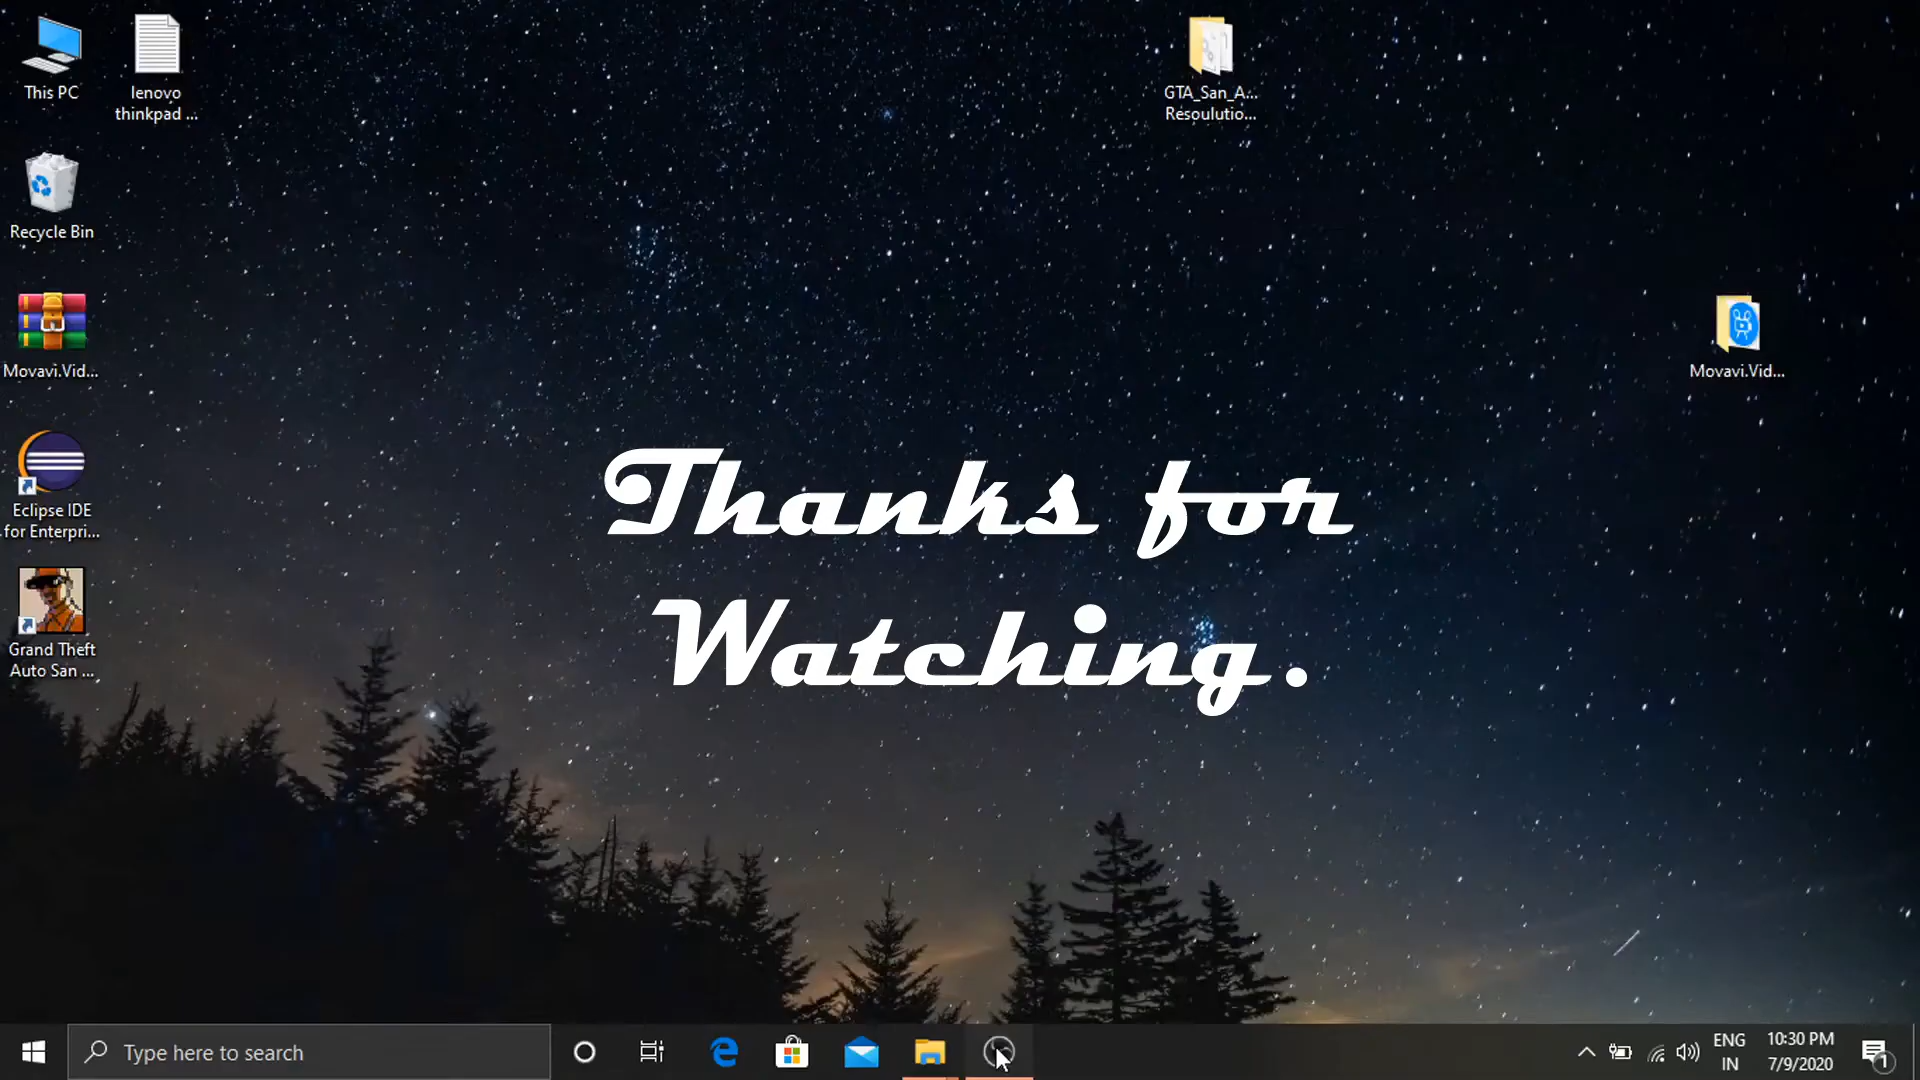 This PC
lenovo
thinkpad ...
GTA_San_A...
Resoulutio...
Recycle Bin
Movavi.Vid...
Movavi.Vid...
Eclipse IDE
for Enterpri...
Thanks for
Watching.
Grand Theft
Auto San ...
Type here to search
ENG
IN
10:30 PM
7/9/2020
1